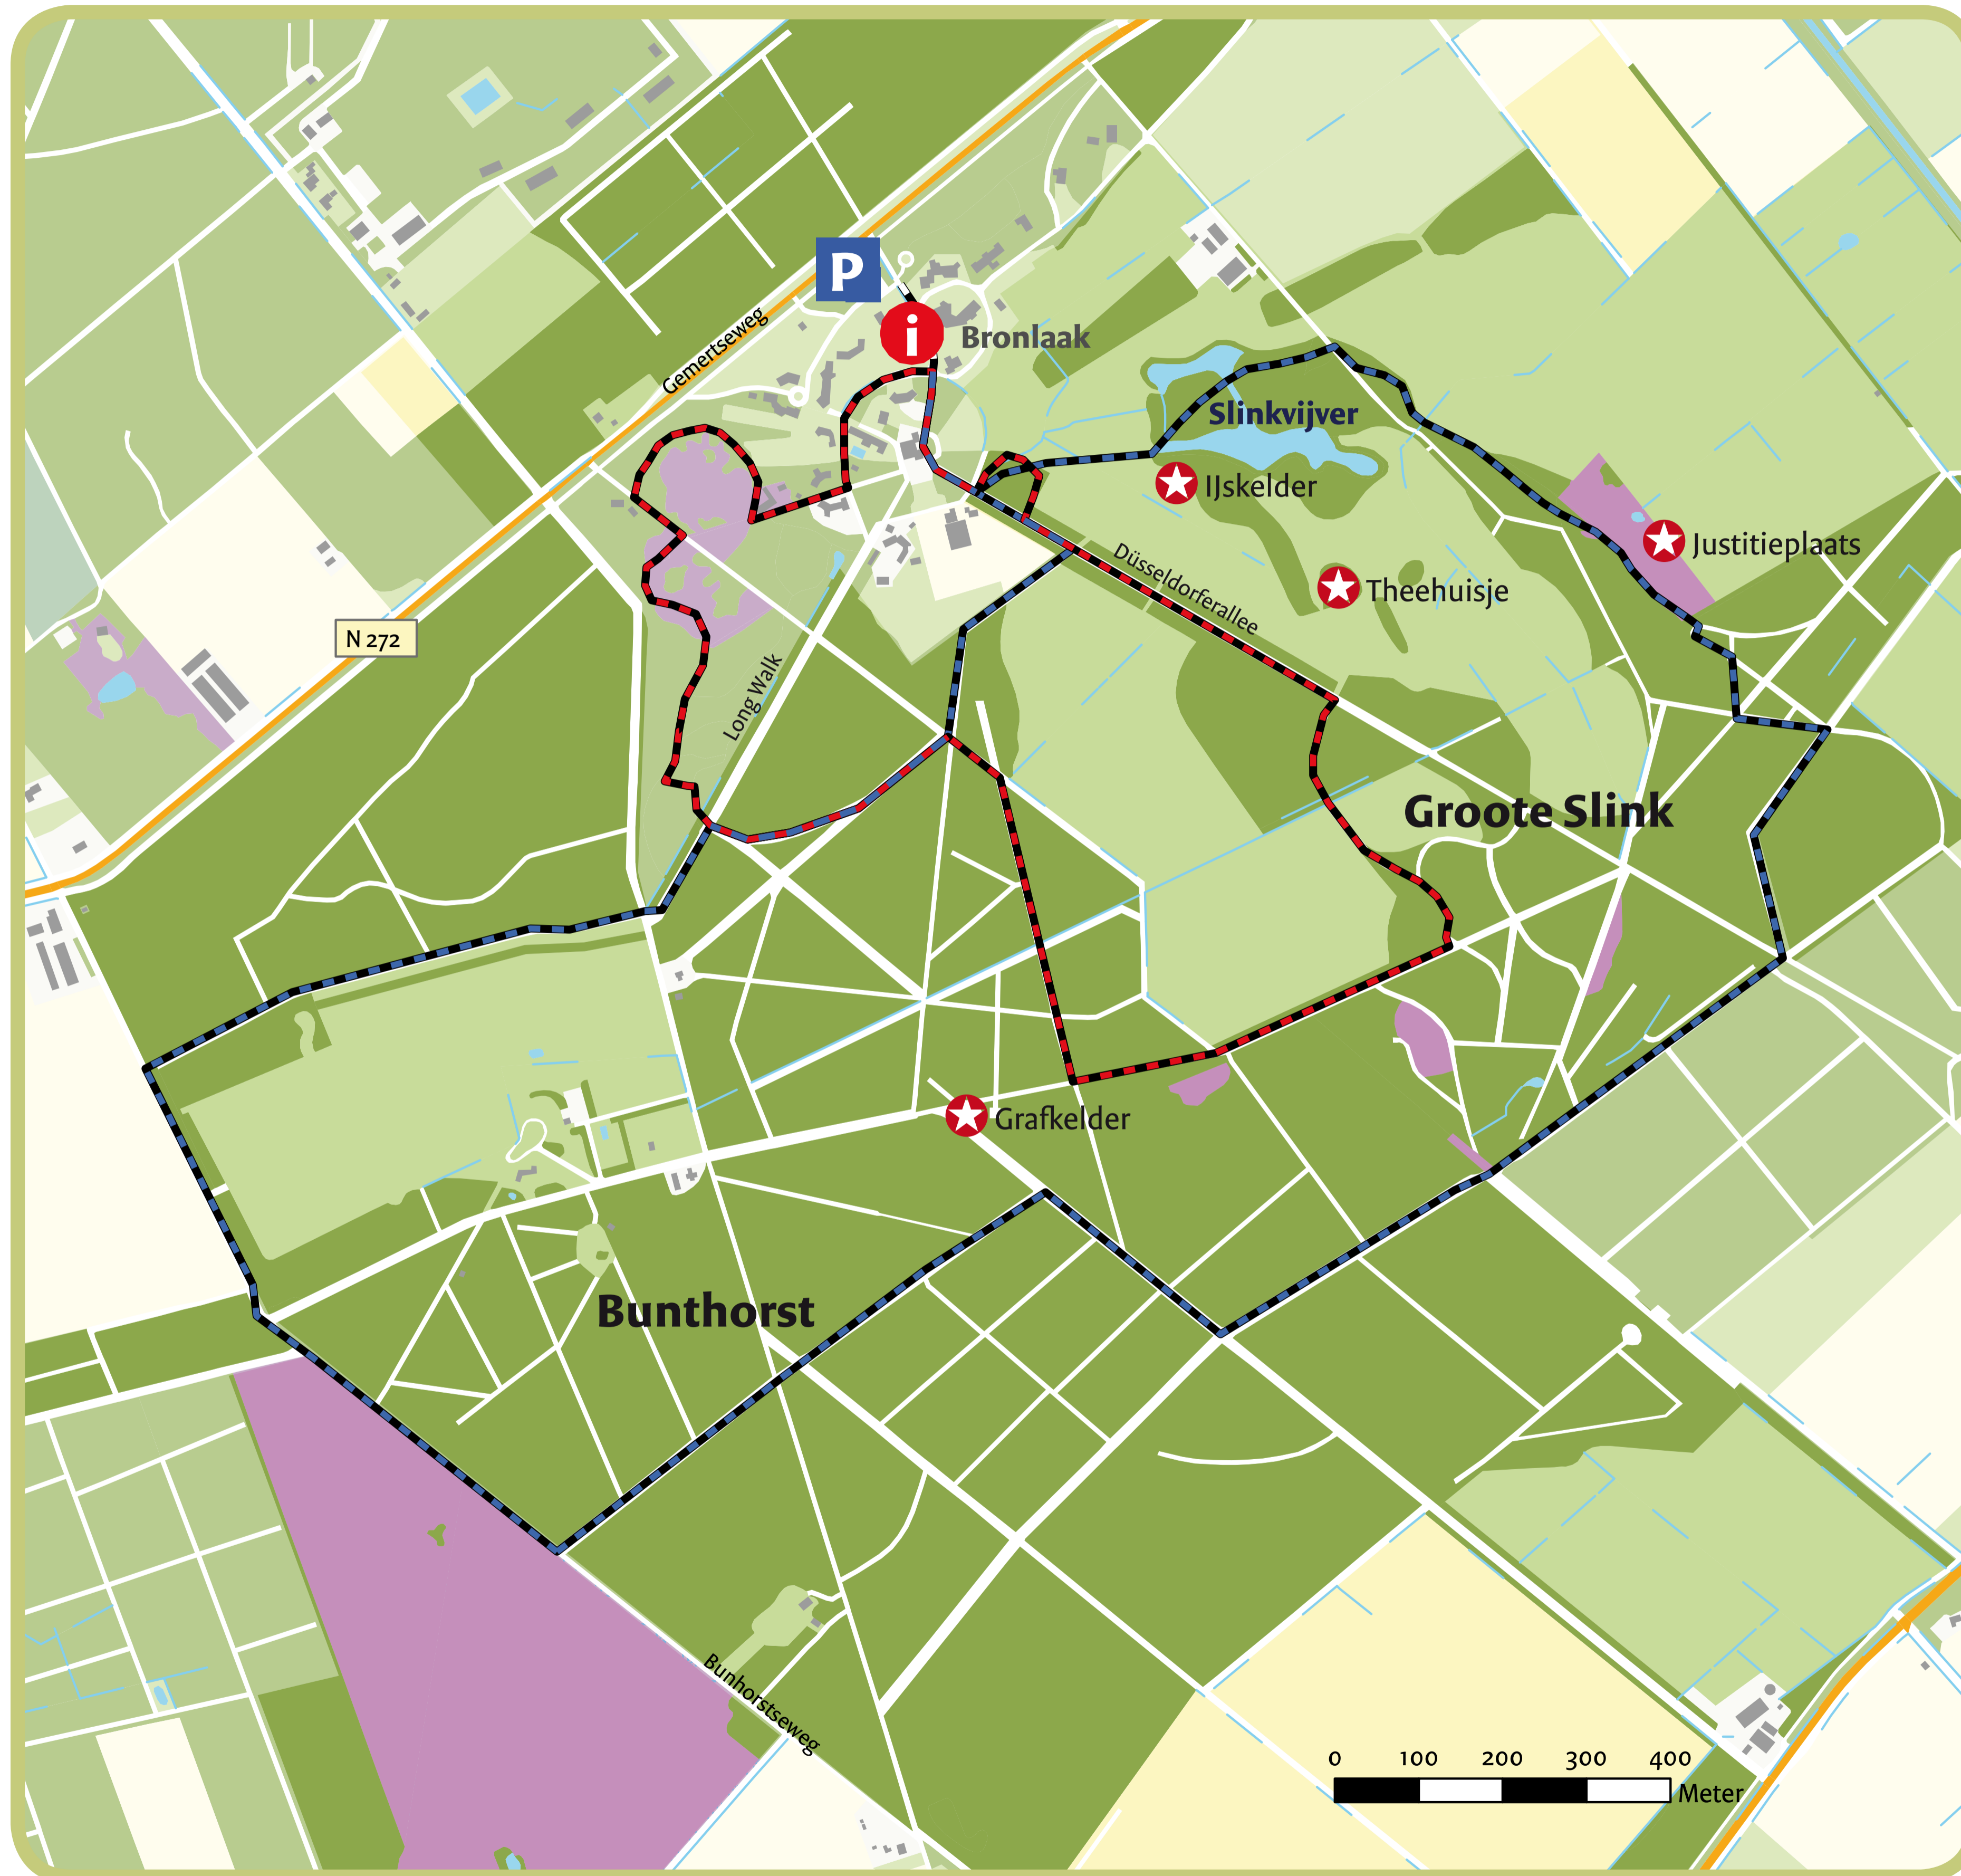 P
i
Bronlaak
Gemertseweg
Slinkvijver
IJskelder
Justitieplaats
Düsseldorferallee
Theehuisje
N 272
Long Walk
Groote Slink
Grafkelder
Bunthorst
Bunhorstseweg
0 100 200 300 400
Meter